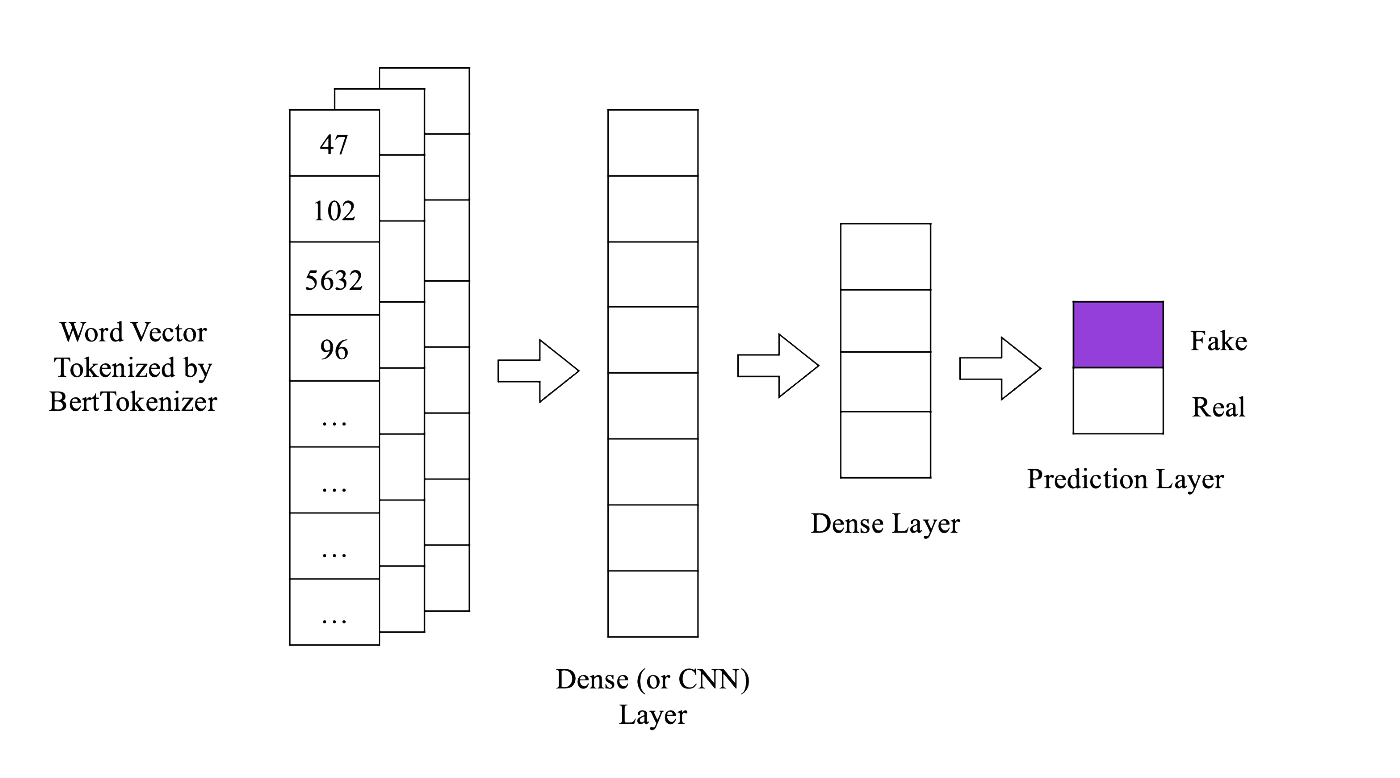 Word Vector
Tokenized by
BertTokenizer
47
102
5632
96
...
...
...
...
Dense (or CNN)
Layer
Dense Layer
Fake
Real
Prediction Layer